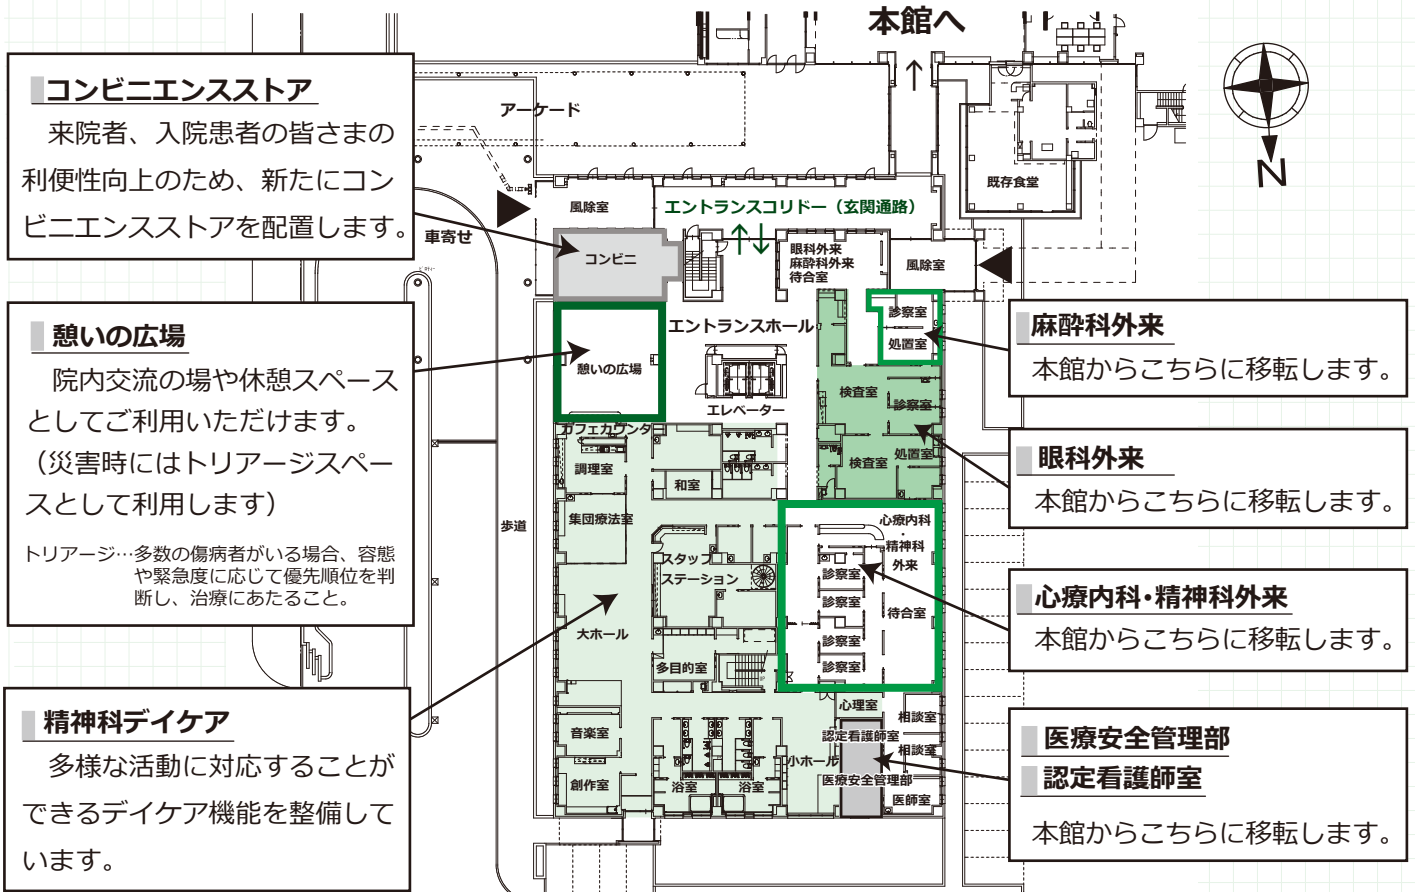 本館へ
コンビニエンスストア
来院者、入院患者の皆さまの
利便性向上のため、新たにコン
ビニエンスストアを配置します。
憩いの広場
院内交流の場や休憩スペース
としてご利用いただけます。
（災害時にはトリアージスペー
スとして利用します）
トリアージ…多数の傷病者がいる場合、容態
や緊急度に応じて優先順位を判
断し、治療にあたること。
精神科デイケア
多様な活動に対応することが
できるデイケア機能を整備して
います。
アーケード
風除室
エントランスコリドー（玄関通路）
車寄せ
コンビニ
眼科外来
麻酔科外来
待合室
風除室
既存食堂
N
エントランスホール
診察室
処置室
憩いの広場
エレベーター
カフェカウンタ
検査室
診察室
検査室
処置室
調理室
和室
集団療法室
歩道
スタッフ
ステーション
心療内科
・
精神科
外来
診察室
診察室
待合室
診察室
診察室
大ホール
多目的室
心理室
相談室
認定看護師室
相談室
音楽室
小ホール
医療安全管理部
創作室
浴室
浴室
医師室
麻酔科外来
本館からこちらに移転します。
眼科外来
本館からこちらに移転します。
心療内科・精神科外来
本館からこちらに移転します。
医療安全管理部
認定看護師室
本館からこちらに移転します。